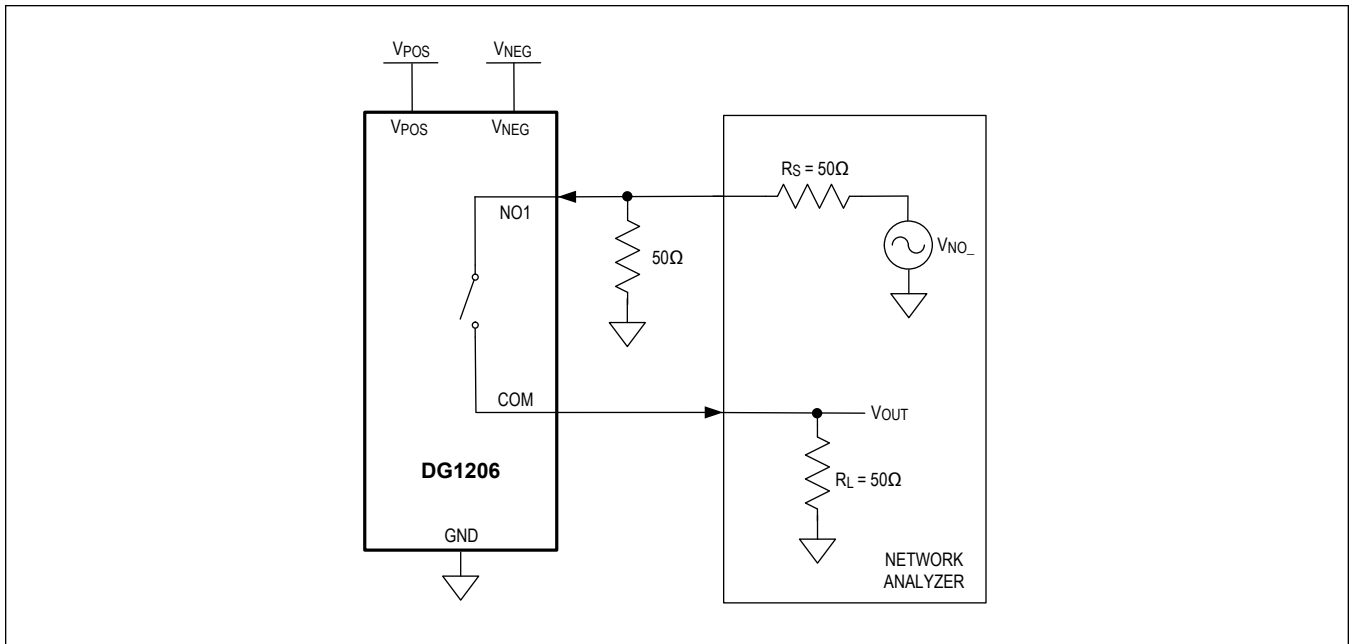 VPOS
VNEG
VPOS
VNEG
RS = 50Ω
NO1
50Ω
VNO_
COM
VOUT
DG1206
RL = 50Ω
GND
NETWORK
ANALYZER